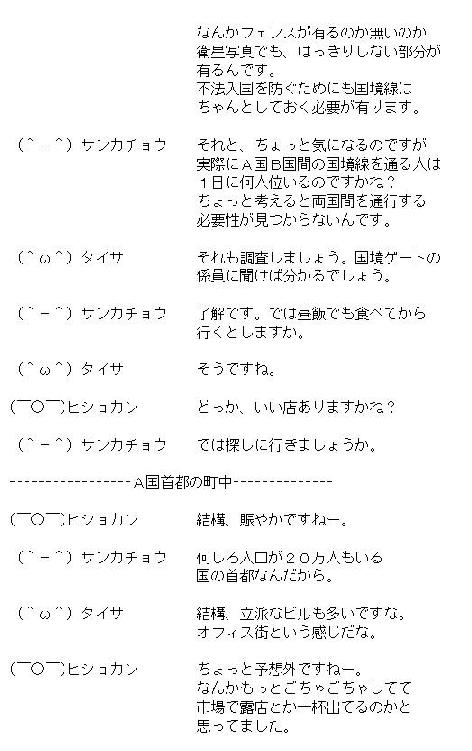 なんかフェンスが有るのか無いのか
衛星写真でも、はっきりしない部分が
有るんです。
不法入国を防ぐためにも国境線に
ちゃんとしておく必要が有ります。
（＾－＾）サンカチョウ　それと、ちょっと気になるのですが
実際にＡ国Ｂ国間の国境線を通る人は
１日に何人位いるのですかね？
ちょっと考えると両国間を通行する
必要性が見つからないんです。
（＾ω＾）タイサ　それも調査しましょう。国境ゲートの
係員に聞けば分かるでしょう。
（＾－＾）サンカチョウ　了解です。では昼飯でも食べてから
行くとしますか。
（＾ω＾）タイサ　そうですね。
(￣○￣)ヒショカン　どっか、いい店ありますかね？
（＾－＾）サンカチョウ　では探しに行ぎましょうか。
-----------------Ａ国首都の町中--------------
(￣○￣)ヒショカン　結構、賑やかですねー。
（＾－＾）サンカチョウ　何しろ人口が２０万人もいる
国の首都なんだから。
（＾ω＾）タイサ　結構、立派なビルも多いですな。
オフィス街という感じだな。
(￣○￣)ヒショカン　ちょっと予想外ですねー。
なんかもっとごちゃごちゃしてて
市場で露店とか一杯出てるのかと
思ってました。